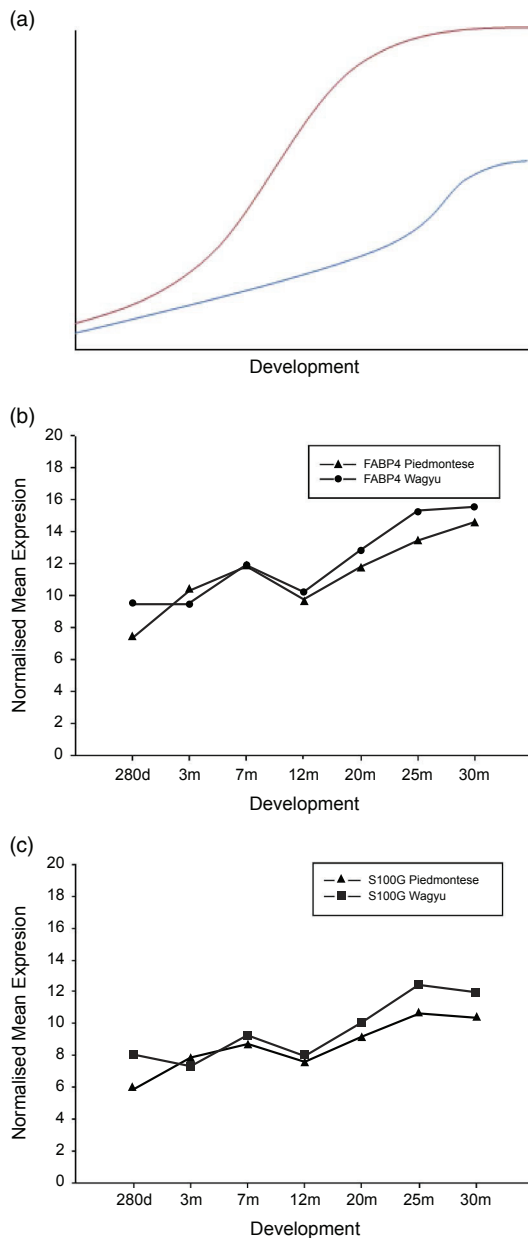 (a)
Development
(b)
20
18
16
14
12
10
8
6
4
2
0
Normalised Mean Expresion
FABP4 Piedmontese
FABP4 Wagyu
280d 3m 7m 12m 20m 25m 30m
Development
(c)
20
18
16
14
12
10
8
6
4
2
0
Normalised Mean Expresion
S100G Piedmontese
S100G Wagyu
280d 3m 7m 12m 20m 25m 30m
Development